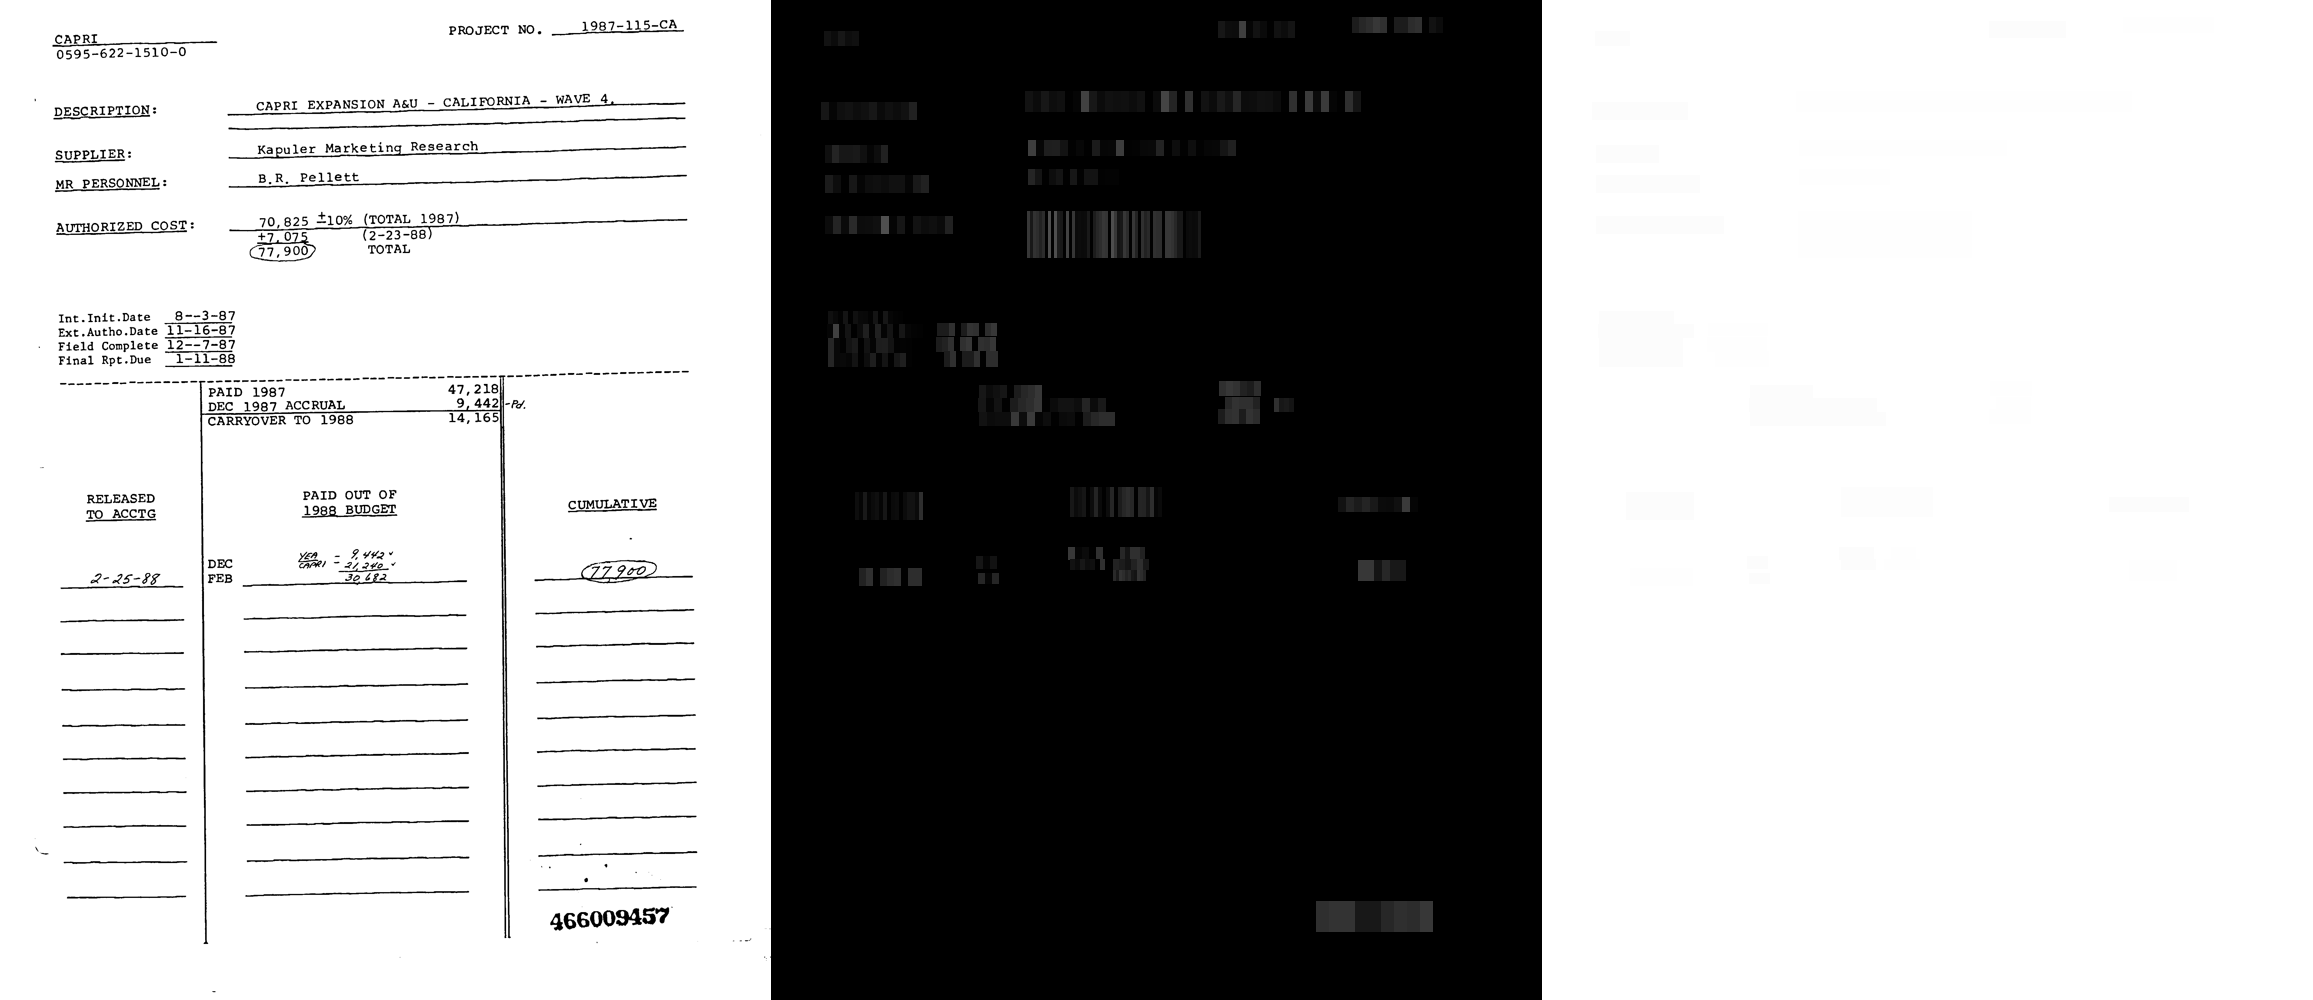 CAPRI
0595-622-1510-0
PROJECT NO. 1987-115-CA
DESCRIPTION: CAPRI EXPANSION A&U - CALIFORNIA - WAVE 4.
SUPPLIER: Kapuler Marketing Research
MR PERSONNEL: B.R. Pellett
AUTHORIZED COST: 70,825 ±10% (TOTAL 1987)
+7,075 (2-23-88)
77,900 TOTAL
Int.Init.Date 8--3-87
Ext.Autho.Date 11-16-87
Field Complete 12--7-87
Final Rpt.Due 1-11-88
PAID 1987 47,218
DEC 1987 ACCRUAL 9,442 -Pd.
CARRYOVER TO 1988 14,165
RELEASED
TO ACCTG
PAID OUT OF
1988 BUDGET
CUMULATIVE
DEC YEA - 9,442
CAPRI - 21,240
2-25-88 FEB 30,682 77,900
466009457